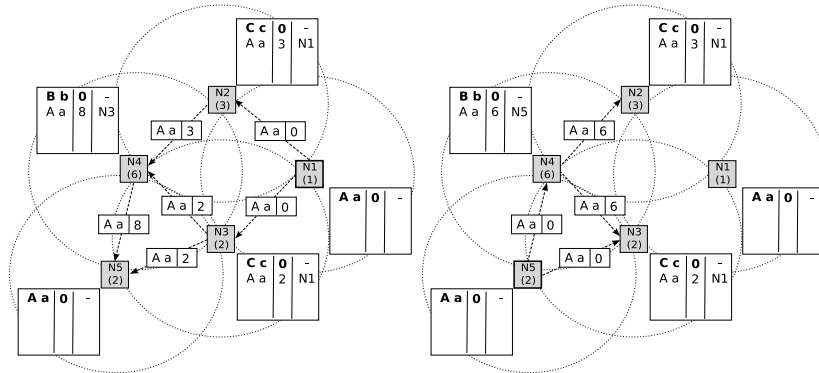 C c 0 -
A a 3 N1
B b 0 -
A a 8 N3
N2
(3)
A a 3
A a 0
N4
(6)
N1
(1)
A a 2
A a 0
A a 0 -
A a 8
N3
(2)
A a 2
N5
(2)
C c 0 -
A a 2 N1
A a 0 -
C c 0 -
A a 3 N1
B b 0 -
A a 6 N5
N2
(3)
A a 6
N4
(6)
N1
(1)
A a 6
A a 0 -
A a 0
N3
(2)
A a 0
N5
(2)
C c 0 -
A a 2 N1
A a 0 -